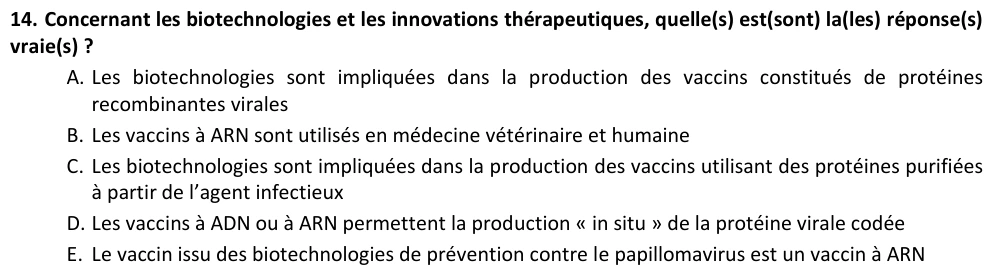 14. Concernant les biotechnologies et les innovations thérapeutiques, quelle(s) est(sont) la(les) réponse(s)
vraie(s) ?
A. Les biotechnologies sont impliquées dans la production des vaccins constitués de protéines
recombinantes virales
B. Les vaccins à ARN sont utilisés en médecine vétérinaire et humaine
C. Les biotechnologies sont impliquées dans la production des vaccins utilisant des protéines purifiées
à partir de l’agent infectieux
D. Les vaccins à ADN ou à ARN permettent la production « in situ » de la protéine virale codée
E. Le vaccin issu des biotechnologies de prévention contre le papillomavirus est un vaccin à ARN